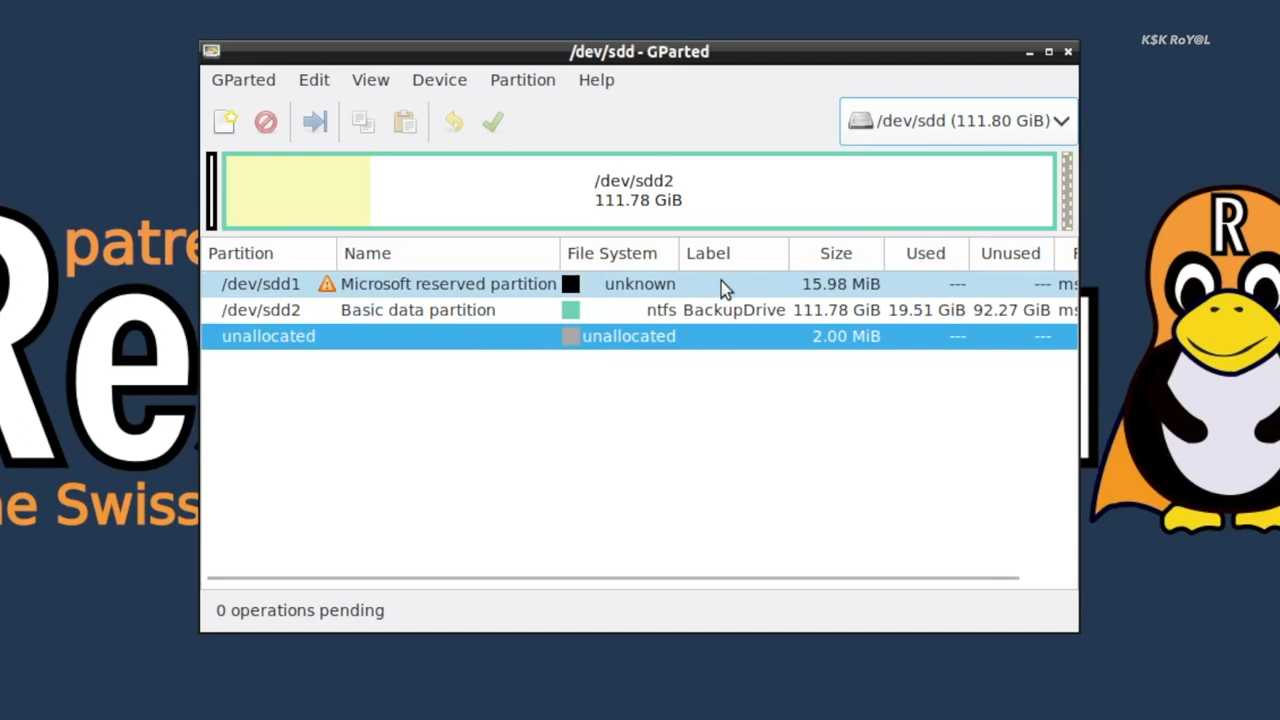 K$K RoY@L
/dev/sdd - GParted
GParted Edit View Device Partition Help
/dev/sdd (111.80 GiB)
/dev/sdd2
111.78 GiB
Partition Name File System Label Size Used Unused
/dev/sdd1 Microsoft reserved partition unknown 15.98 MiB --- --- ms
/dev/sdd2 Basic data partition ntfs BackupDrive 111.78 GiB 19.51 GiB 92.27 GiB ms
unallocated unallocated 2.00 MiB --- ---
0 operations pending
patre
Re
R
he Swiss